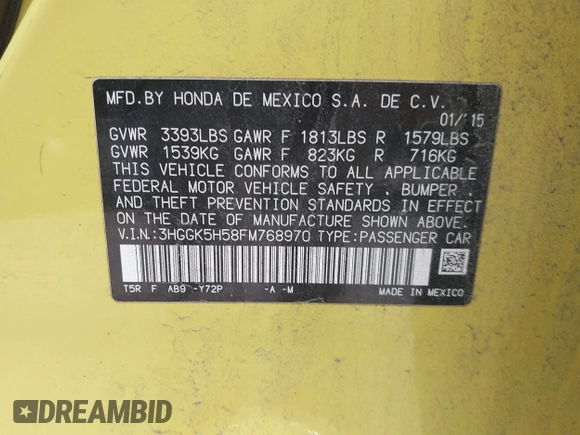 MFD.BY HONDA DE MEXICO S.A. DE C.V.
01/15
GVWR 3393LBS GAWR F 1813LBS R 1579LBS
GVWR 1539KG GAWR F 823KG R 716KG
THIS VEHICLE CONFORMS TO ALL APPLICABLE
FEDERAL MOTOR VEHICLE SAFETY . BUMPER .
AND THEFT PREVENTION STANDARDS IN EFFECT
ON THE DATE OF MANUFACTURE SHOWN ABOVE.
V.I.N.:3HGGK5H58FM768970 TYPE:PASSENGER CAR
T5R F AB9 -Y72P -A -M
MADE IN MEXICO
DREAMBID